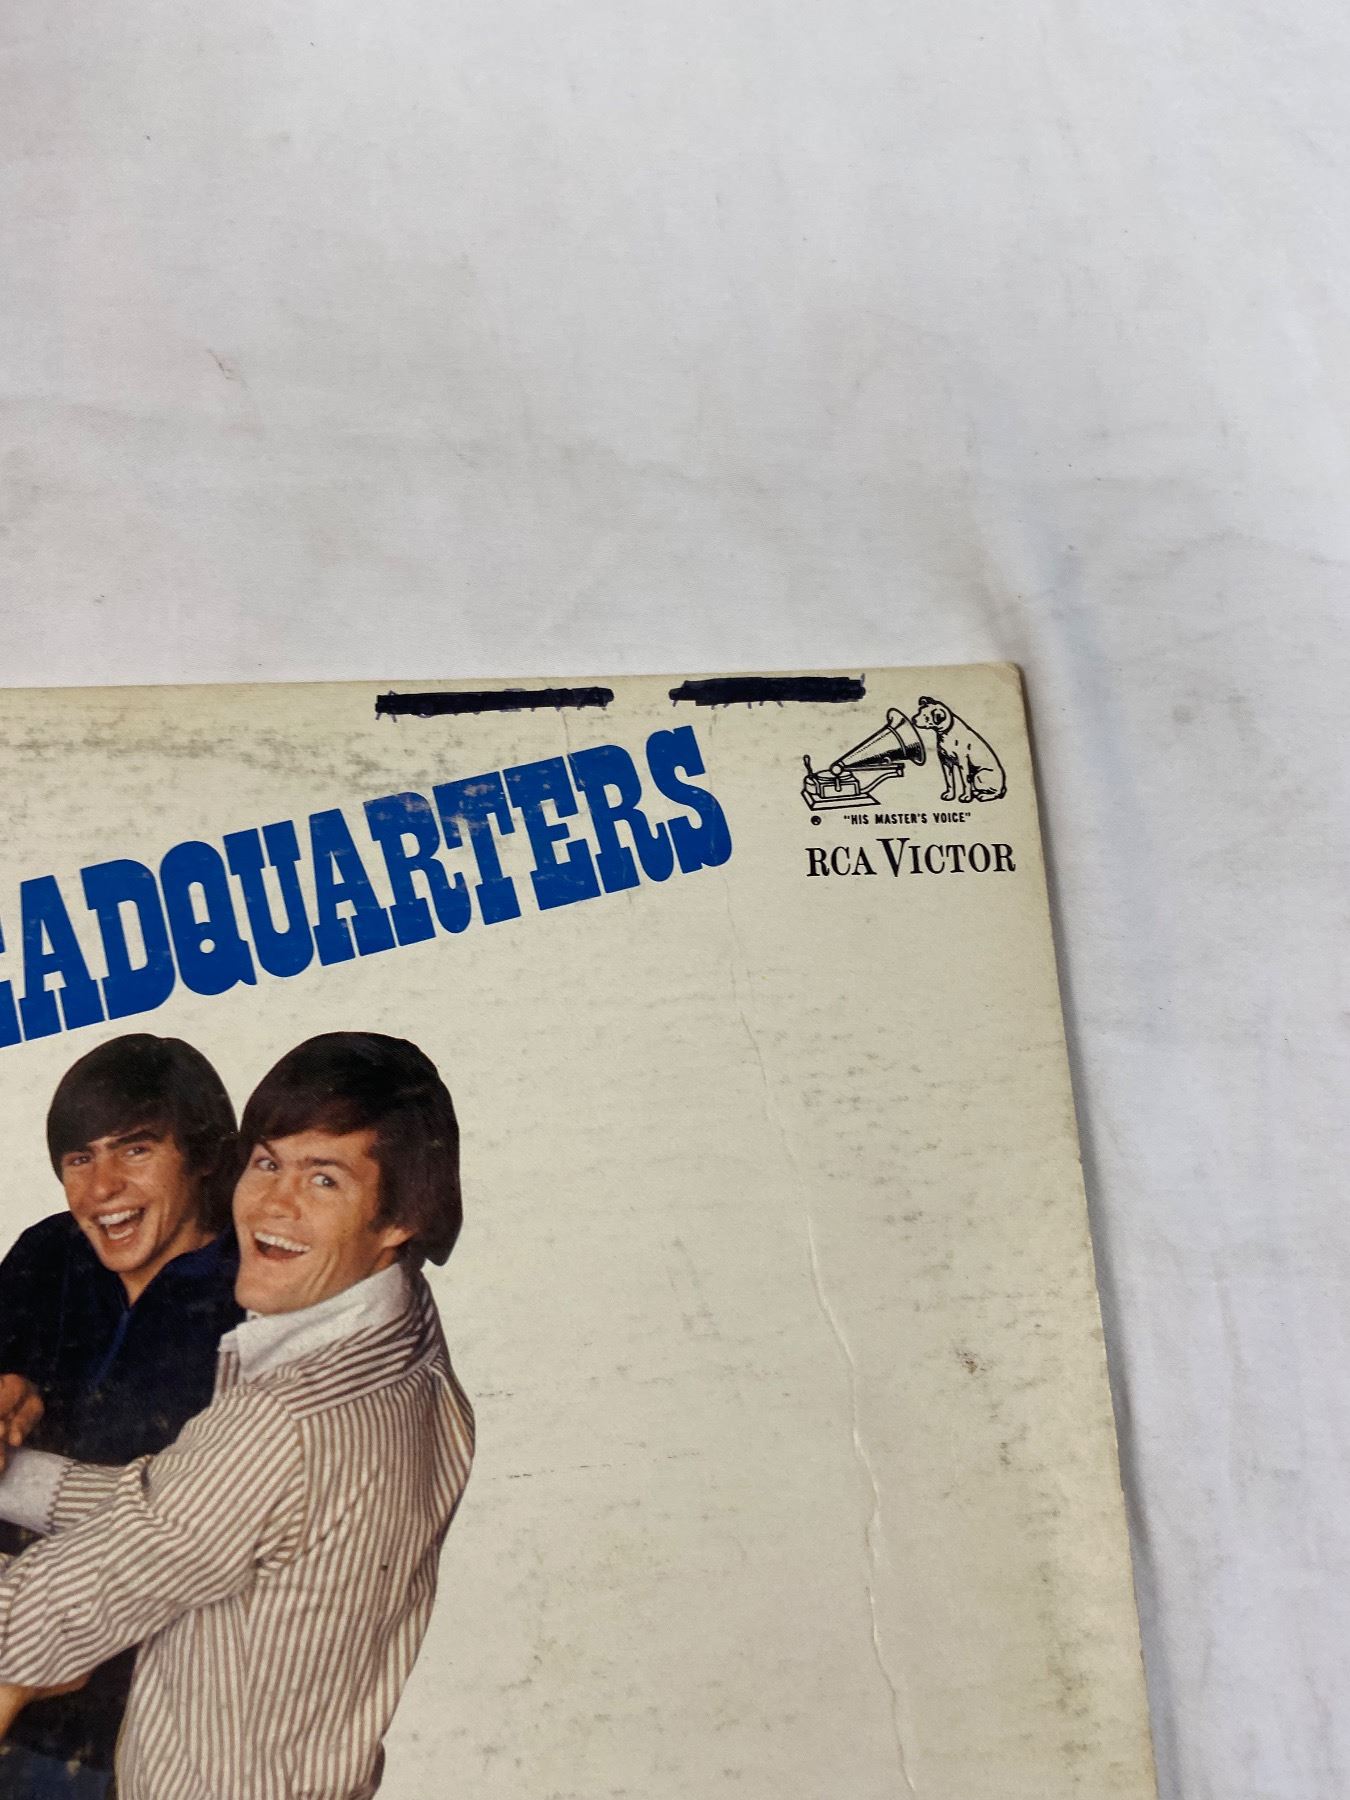 EADQUARTERS
® "HIS MASTER'S VOICE"
RCA VICTOR